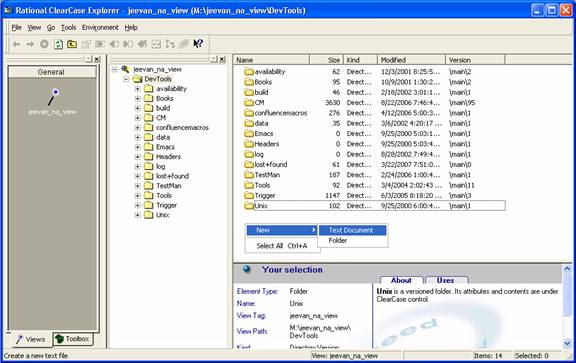 Rational ClearCase Explorer - jeevan_na_view (M:\jeevan_na_view\DevTools)
File View Go Tools Environment Help
General
jeevan_na_view
Views Toolbox
jeevan_na_view
DevTools
availability
Books
build
CM
confluencemacros
data
Emacs
Headers
log
lost+found
TestMan
Tools
Trigger
Unix
Name Size Kind Modified Version
availability 62 Direct... 12/3/2001 8:25:5... \main\2
Books 95 Direct... 10/9/2001 1:30:2... \main\2
build 46 Direct... 2/18/2002 3:01:1... \main\1
CM 3630 Direct... 8/22/2006 7:46:4... \main\95
confluencemacros 276 Direct... 4/12/2006 5:00:3... \main\1
data 35 Direct... 3/6/2002 4:20:17 ... \main\1
Emacs 0 Direct... 9/25/2000 5:03:1... \main\1
Headers 0 Direct... 9/25/2000 5:03:4... \main\1
log 0 Direct... 8/28/2002 7:49:4... \main\1
lost+found 61 Direct... 3/22/2007 7:51:0... \main\1
TestMan 187 Direct... 2/24/2006 1:00:4... \main\1
Tools 92 Direct... 3/4/2004 2:02:43 ... \main\11
Trigger 1147 Direct... 6/3/2005 8:18:20 ... \main\3
Unix 102 Direct... 9/25/2000 6:00:4... \main\1
New
Select All Ctrl+A
Text Document
Folder
Your selection
About Uses
Element Type: Folder
Name: Unix
View Tag: jeevan_na_view
View Path: M:\jeevan_na_view\
DevTools
Kind: Directory Version
Unix is a versioned folder. Its attributes and contents are under
ClearCase control.
Create a new text file
View: jeevan_na_view
Items: 14
Selected: 0